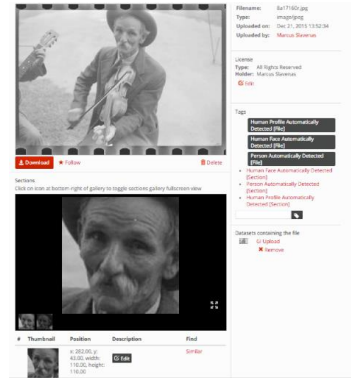 Filename: 8a17160r.jpg
Type: image/jpeg
Uploaded on: Dec 21, 2015 13:52:04
Uploaded by: Marcus Slavenas
License
Type: All Rights Reserved
Holder: Marcus Slavenas
Edit
Tags
Human Profile Automatically
Detected [File]
Human Face Automatically
Detected [File]
Person Automatically Detected
[File]
Human Face Automatically Detected
[Section]
Person Automatically Detected
[Section]
Human Profile Automatically
Detected [Section]
Datasets containing the file
Upload
Remove
Download Follow Delete
Sections
Click on icon at bottom right of gallery to toggle sections gallery fullscreen view
# Thumbnail Position Description Find
x: 282.00, y:
43.00, width:
118.00, height:
118.00
Edit
Similar